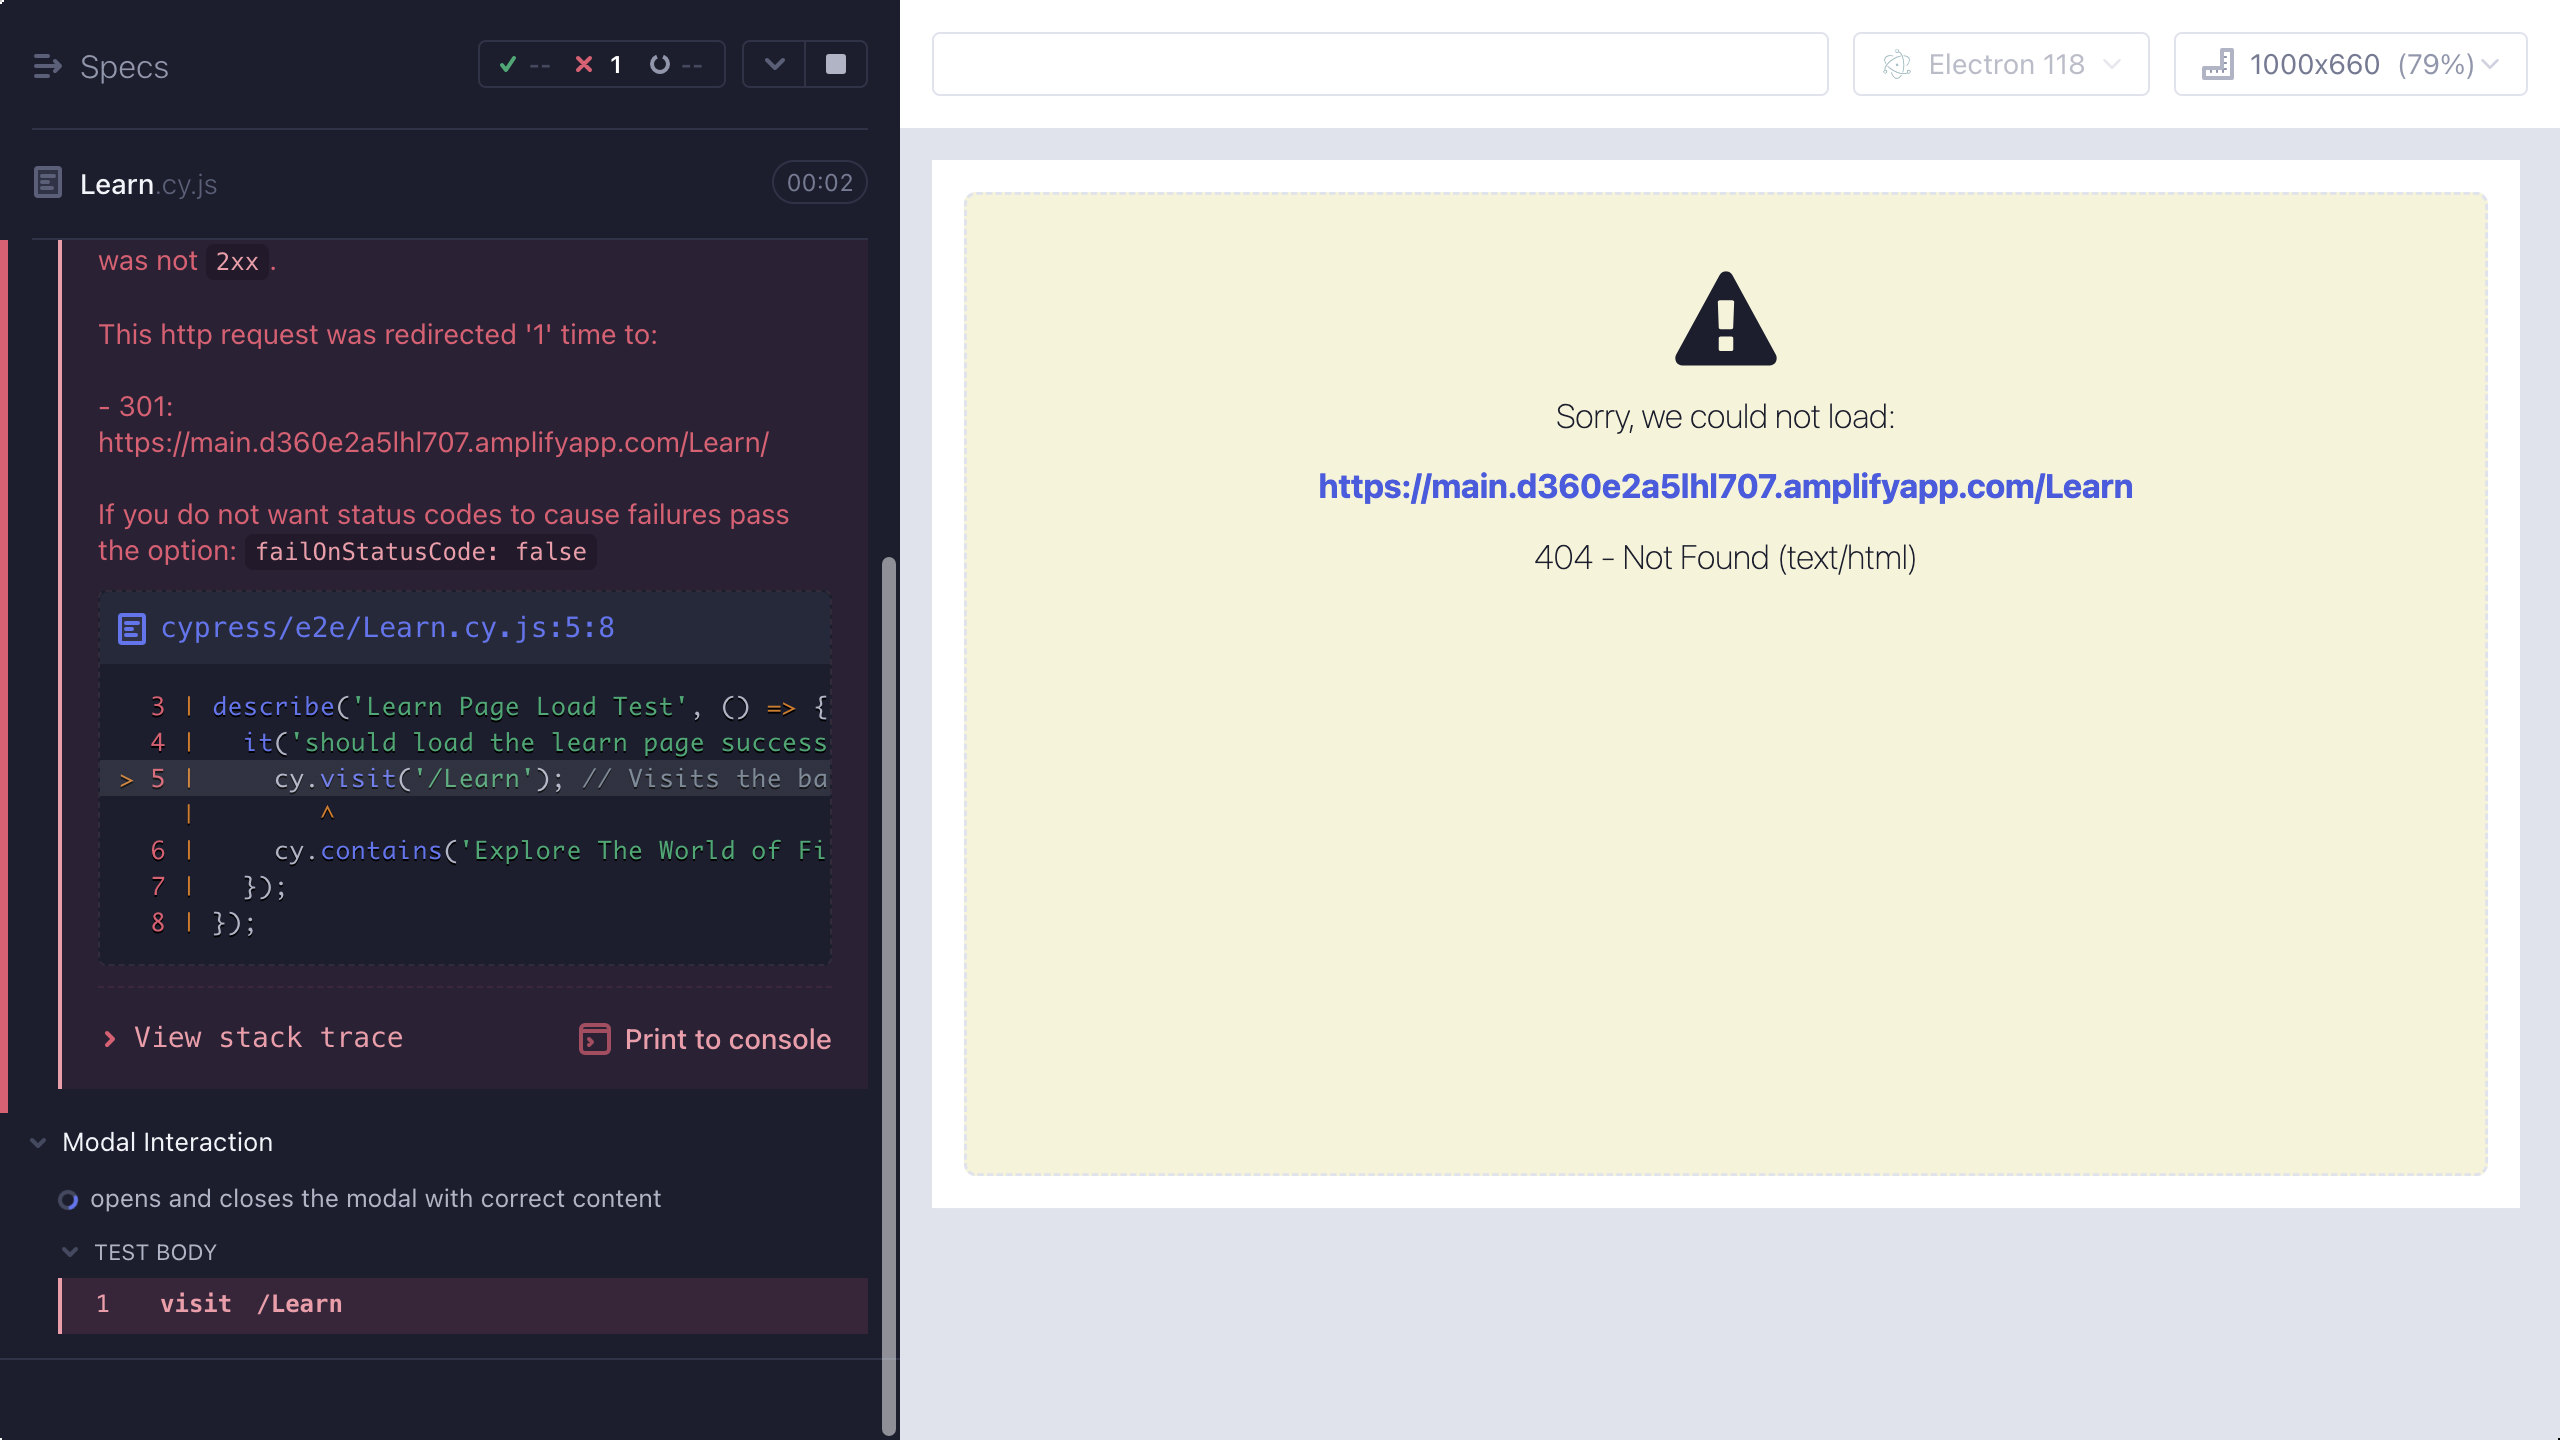 Specs
-- 1 --
Learn.cy.js
00:02
was not 2xx.
This http request was redirected '1' time to:
- 301:
https://main.d360e2a5lhl707.amplifyapp.com/Learn/
If you do not want status codes to cause failures pass
the option: failOnStatusCode: false
cypress/e2e/Learn.cy.js:5:8
3 | describe('Learn Page Load Test', () => {
4 | it('should load the learn page success
> 5 | cy.visit('/Learn'); // Visits the ba
| ^
6 | cy.contains('Explore The World of Fi
7 | });
8 | });
View stack trace
Print to console
Modal Interaction
opens and closes the modal with correct content
TEST BODY
1 visit /Learn
Electron 118
1000x660 (79%)
Sorry, we could not load:
https://main.d360e2a5lhl707.amplifyapp.com/Learn
404 - Not Found (text/html)